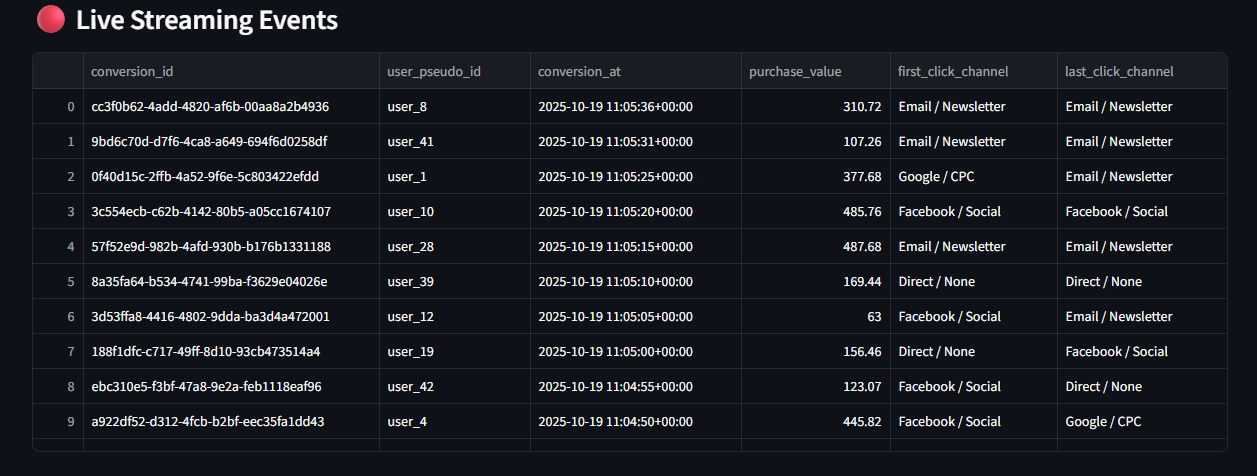 Live Streaming Events
conversion_id user_pseudo_id conversion_at purchase_value first_click_channel last_click_channel
0 cc3f0b62-4add-4820-af6b-00aa8a2b4936 user_8 2025-10-19 11:05:36+00:00 310.72 Email / Newsletter Email / Newsletter
1 9bd6c70d-d7f6-4ca8-a649-694f6d0258df user_41 2025-10-19 11:05:31+00:00 107.26 Email / Newsletter Email / Newsletter
2 0f40d15c-2ffb-4a52-9f6e-5c803422efdd user_1 2025-10-19 11:05:25+00:00 377.68 Google / CPC Email / Newsletter
3 3c554ecb-c62b-4142-80b5-a05cc1674107 user_10 2025-10-19 11:05:20+00:00 485.76 Facebook / Social Facebook / Social
4 57f52e9d-982b-4afd-930b-b176b1331188 user_28 2025-10-19 11:05:15+00:00 487.68 Email / Newsletter Email / Newsletter
5 8a35fa64-b534-4741-99ba-f3629e04026e user_39 2025-10-19 11:05:10+00:00 169.44 Direct / None Direct / None
6 3d53ffa8-4416-4802-9dda-ba3d4a472001 user_12 2025-10-19 11:05:05+00:00 63 Facebook / Social Email / Newsletter
7 188f1dfc-c717-49ff-8d10-93cb473514a4 user_19 2025-10-19 11:05:00+00:00 156.46 Direct / None Facebook / Social
8 ebc310e5-f3bf-47a8-9e2a-feb1118eaf96 user_42 2025-10-19 11:04:55+00:00 123.07 Facebook / Social Direct / None
9 a922df52-d312-4fcb-b2bf-eec35fa1dd43 user_4 2025-10-19 11:04:50+00:00 445.82 Facebook / Social Google / CPC